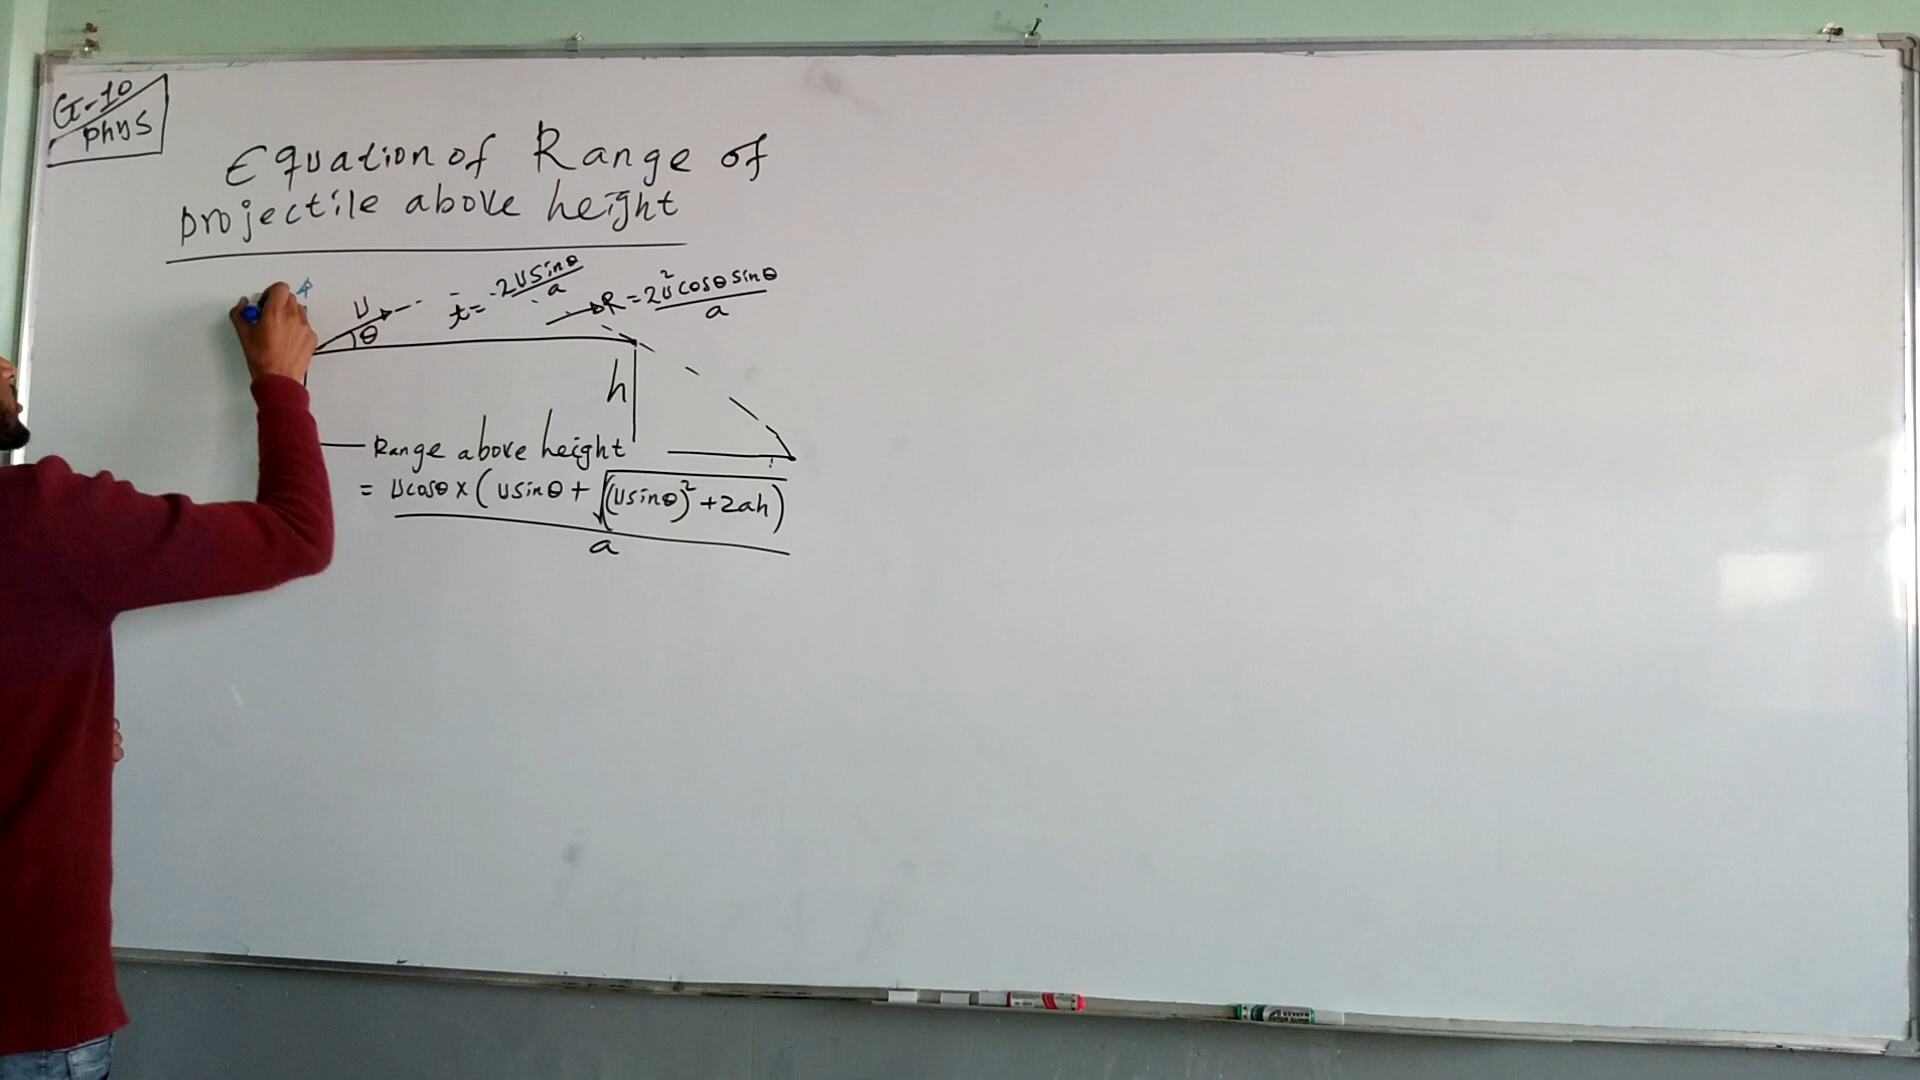 G-10
phys
Equation of Range of
projectile above height
U
θ
t = 2Usinθ/a
R = 2u²cosθsinθ/a
h
Range above height
= Ucosθ × (Usinθ + √((Usinθ)² + 2ah))
a